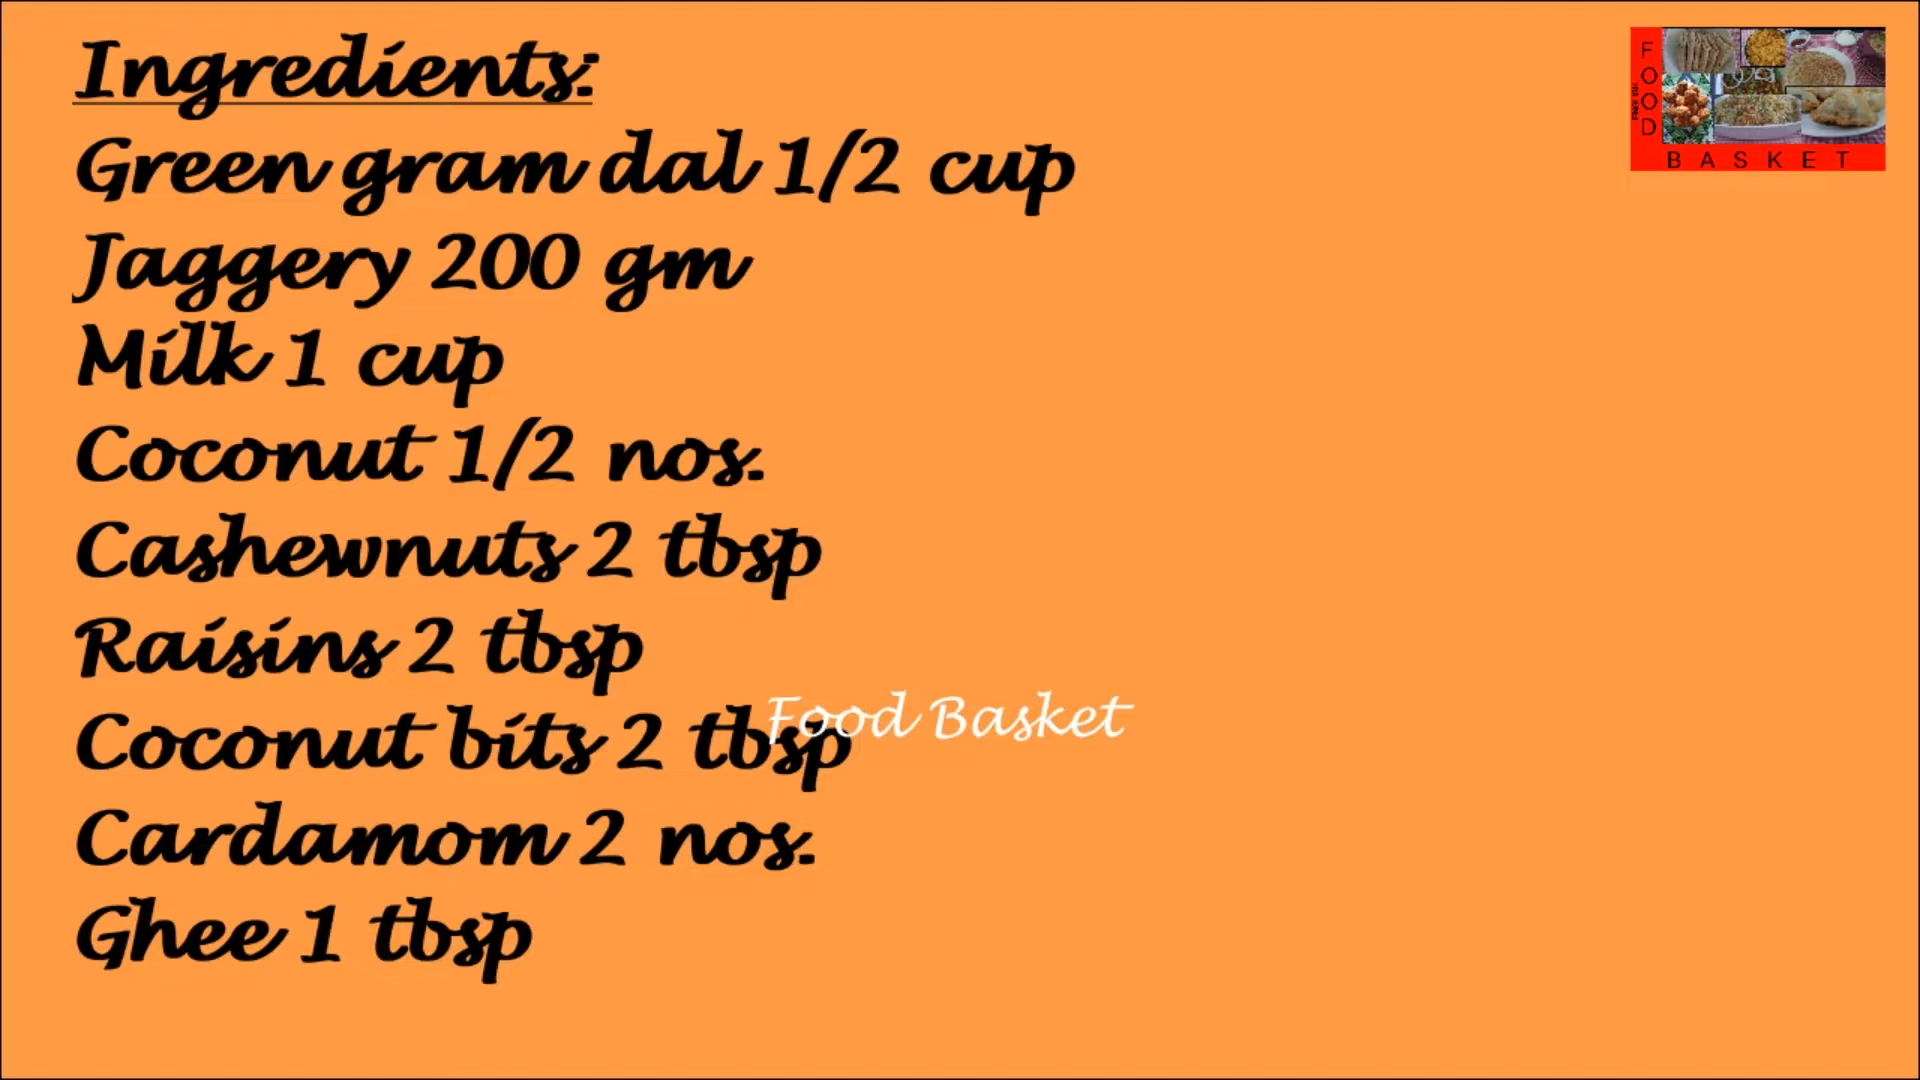 Ingredients:
Green gram dal 1/2 cup
Jaggery 200 gm
Milk 1 cup
Coconut 1/2 nos.
Cashewnuts 2 tbsp
Raisins 2 tbsp
Coconut bits 2 tbsp
Cardamom 2 nos.
Ghee 1 tbsp
Food Basket
FOOD
BASKET